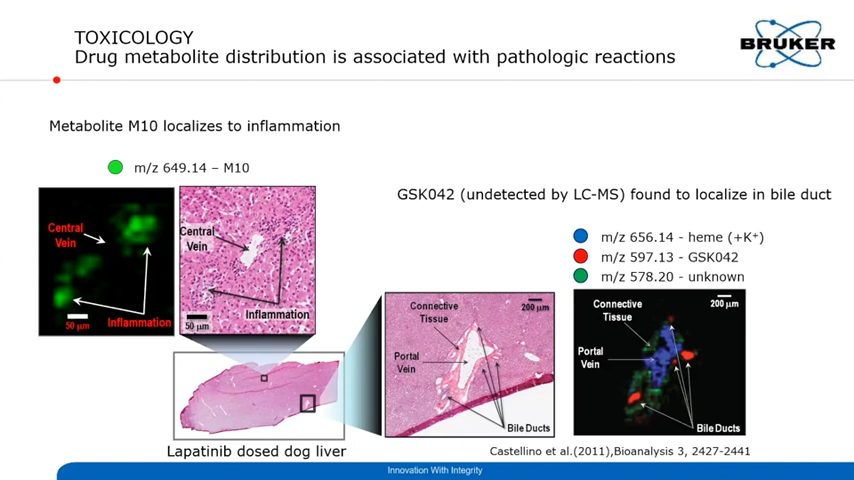 TOXICOLOGY
Drug metabolite distribution is associated with pathologic reactions
BRUKER
Metabolite M10 localizes to inflammation
m/z 649.14 – M10
Central
Vein
Inflammation
50 µm
Central
Vein
Inflammation
50 µm
GSK042 (undetected by LC-MS) found to localize in bile duct
m/z 656.14 - heme (+K⁺)
m/z 597.13 - GSK042
m/z 578.20 - unknown
Connective
Tissue
200 µm
Portal
Vein
Bile Ducts
Connective
Tissue
200 µm
Portal
Vein
Bile Ducts
Lapatinib dosed dog liver
Castellino et al.(2011),Bioanalysis 3, 2427-2441
Innovation With Integrity